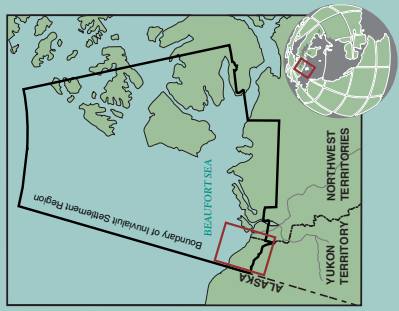 Boundary of Inuvialuit Settlement Region
BEAUFORT SEA
NORTHWEST
TERRITORIES
YUKON
TERRITORY
ALASKA